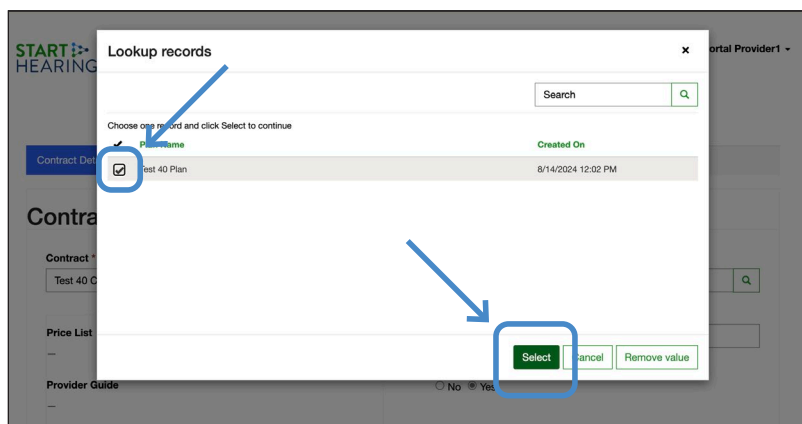 START
HEARING
ortal Provider1
Lookup records
×
Search
Choose one record and click Select to continue
Name
Created On
Test 40 Plan
8/14/2024 12:02 PM
Contract Det
Contra
Contract *
Test 40 C
Price List
—
Select
Cancel
Remove value
Provider Guide
No
Yes
—